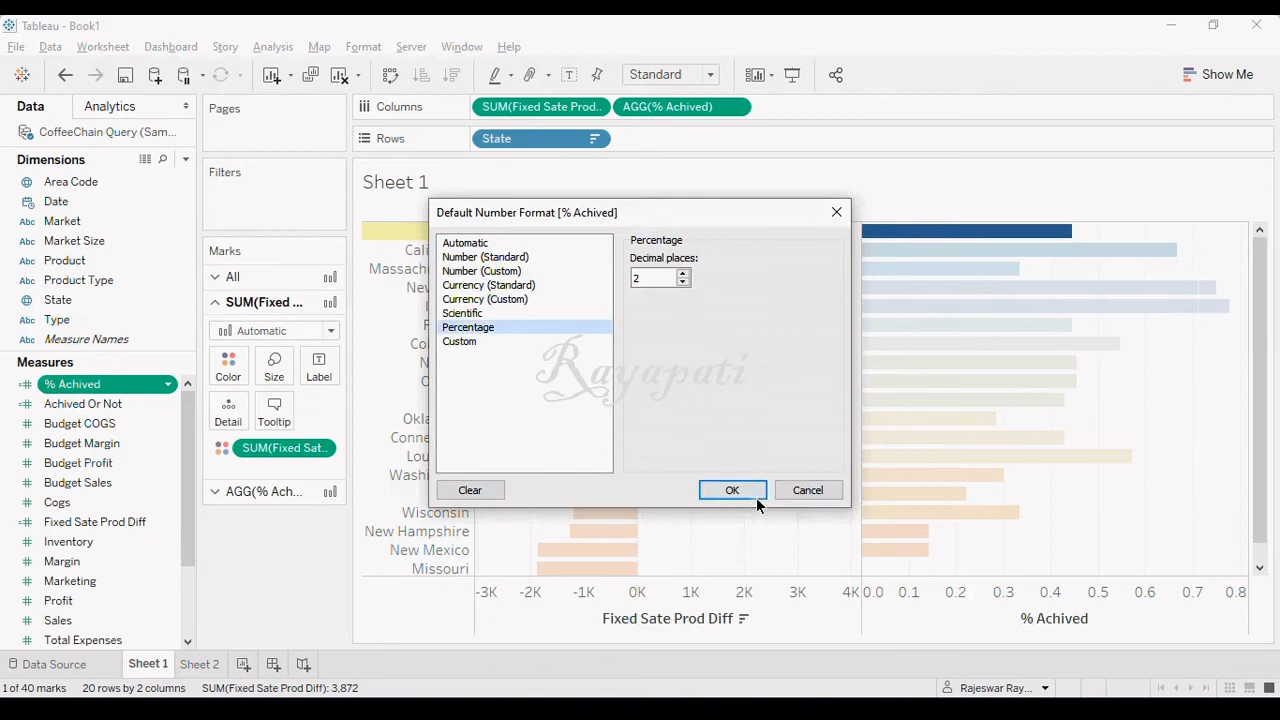 Tableau - Book1
File Data Worksheet Dashboard Story Analysis Map Format Server Window Help
Standard
Show Me
Data Analytics
Pages
Columns SUM(Fixed Sate Prod.. AGG(% Achived)
CoffeeChain Query (Sam...
Rows State
Dimensions
Filters
Area Code
Date
Market
Market Size
Product
Product Type
State
Type
Measure Names
Marks
All
SUM(Fixed ...
Automatic
Color Size Label
Detail Tooltip
SUM(Fixed Sat..
AGG(% Ach...
Measures
% Achived
Achived Or Not
Budget COGS
Budget Margin
Budget Profit
Budget Sales
Cogs
Fixed Sate Prod Diff
Inventory
Margin
Marketing
Profit
Sales
Total Expenses
Sheet 1
Default Number Format [% Achived]
Automatic
Number (Standard)
Number (Custom)
Currency (Standard)
Currency (Custom)
Scientific
Percentage
Custom
Percentage
Decimal places:
2
Rayapati
Clear OK Cancel
Cali
Massach
Nev
Col
N
O
Okla
Conne
Lou
Washi
Wisconsin
New Hampshire
New Mexico
Missouri
-3K -2K -1K 0K 1K 2K 3K 4K 0.0 0.1 0.2 0.3 0.4 0.5 0.6 0.7 0.8
Fixed Sate Prod Diff % Achived
Data Source Sheet 1 Sheet 2
1 of 40 marks 20 rows by 2 columns SUM(Fixed Sate Prod Diff): 3,872
Rajeswar Ray...